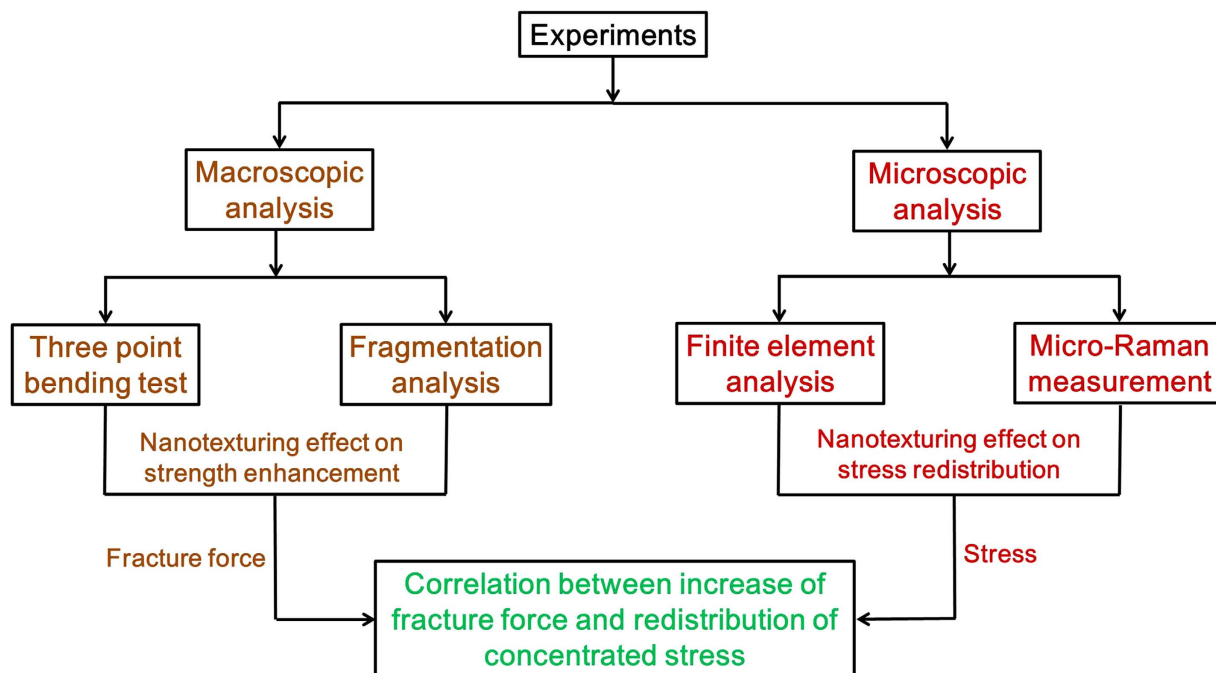 Experiments
Macroscopic
analysis
Microscopic
analysis
Three point
bending test
Fragmentation
analysis
Finite element
analysis
Micro-Raman
measurement
Nanotexturing effect on
strength enhancement
Nanotexturing effect on
stress redistribution
Fracture force
Stress
Correlation between increase of
fracture force and redistribution of
concentrated stress